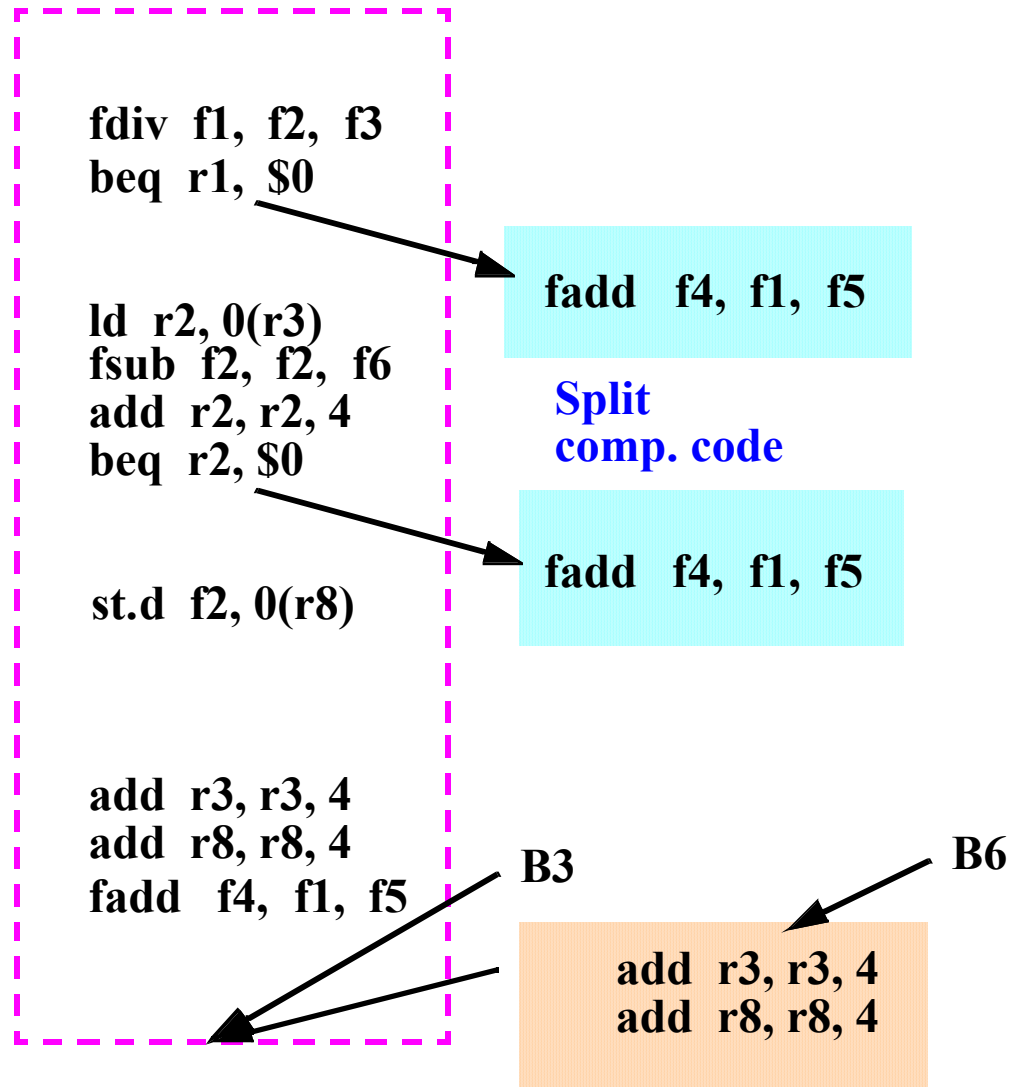 fdiv f1, f2, f3
beq r1, $0
fadd f4, f1, f5
ld r2, 0(r3)
fsub f2, f2, f6
add r2, r2, 4
beq r2, $0
Split
comp. code
fadd f4, f1, f5
st.d f2, 0(r8)
add r3, r3, 4
add r8, r8, 4
fadd f4, f1, f5
B3
B6
add r3, r3, 4
add r8, r8, 4